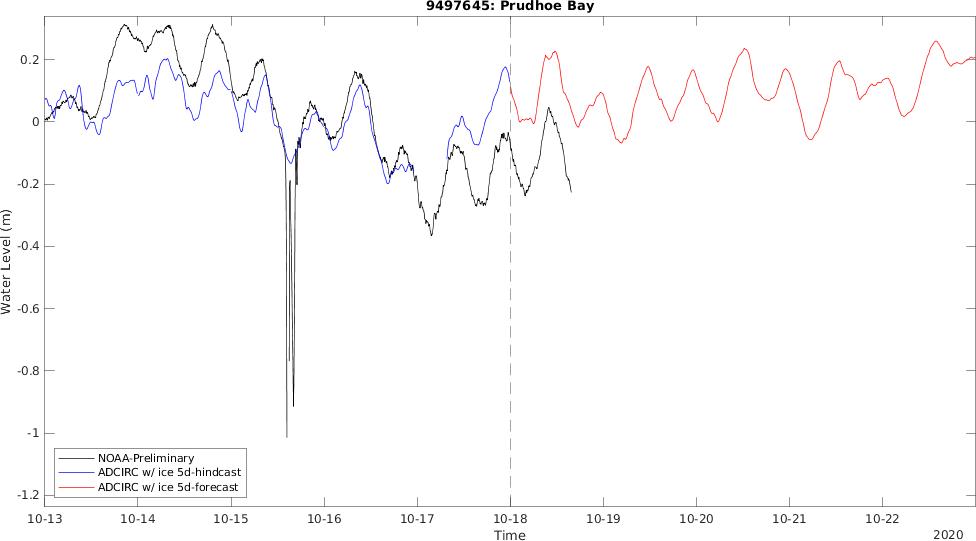 9497645: Prudhoe Bay
0.2
0
-0.2
-0.4
-0.6
-0.8
-1
-1.2
Water Level (m)
NOAA-Preliminary
ADCIRC w/ ice 5d-hindcast
ADCIRC w/ ice 5d-forecast
10-13 10-14 10-15 10-16 10-17 10-18 10-19 10-20 10-21 10-22
Time
2020